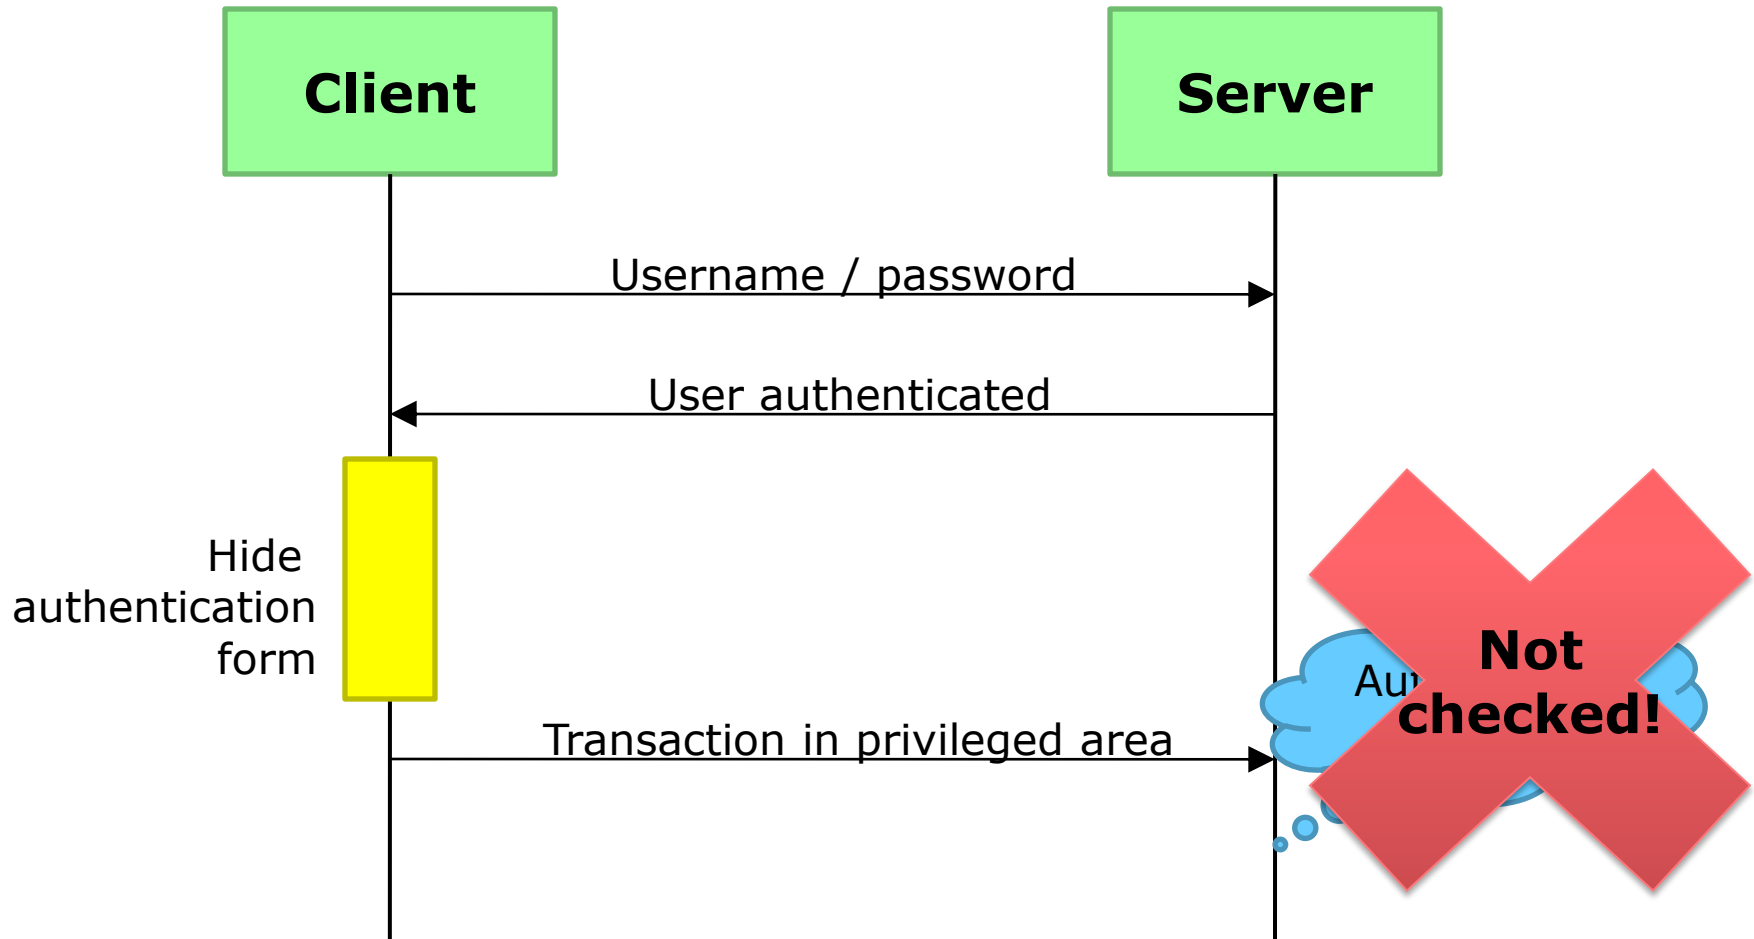 Client
Server
Username / password
User authenticated
Hide
authentication
form
Not
checked!
Transaction in privileged area